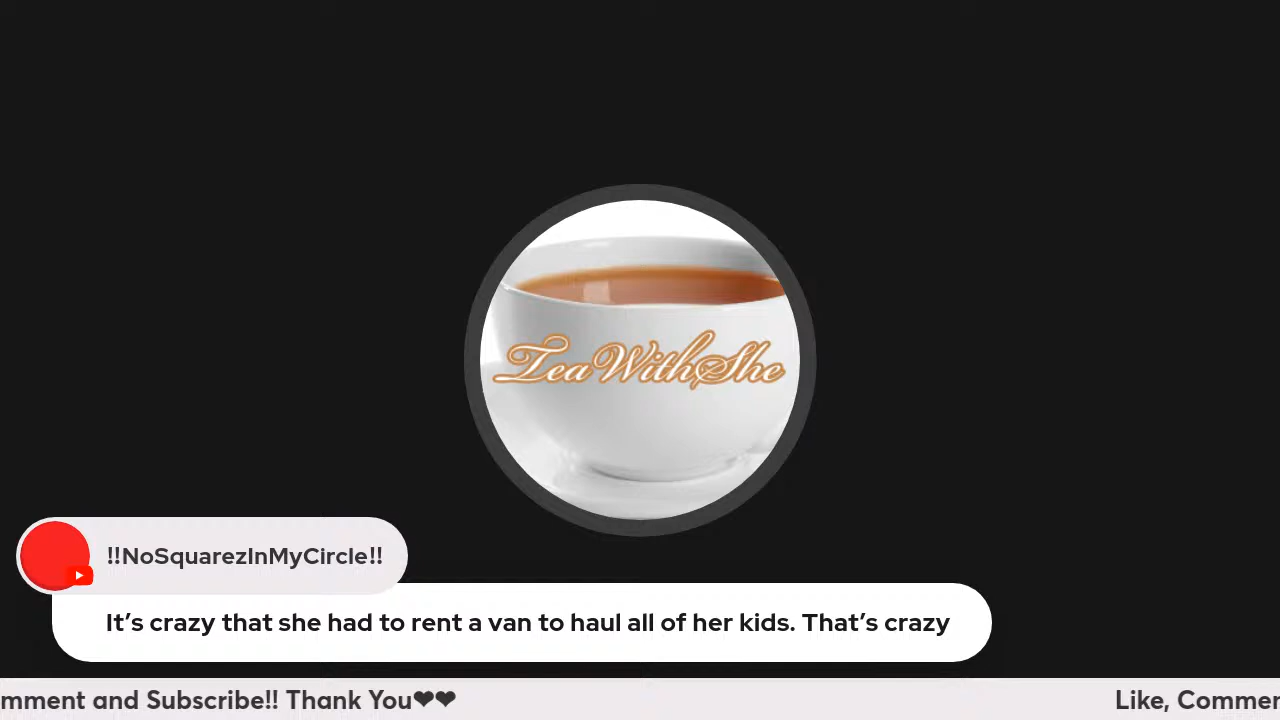 TeaWithShe
!!NoSquarezInMyCircle!!
It’s crazy that she had to rent a van to haul all of her kids. That’s crazy
mment and Subscribe!! Thank You❤❤ Like, Commen